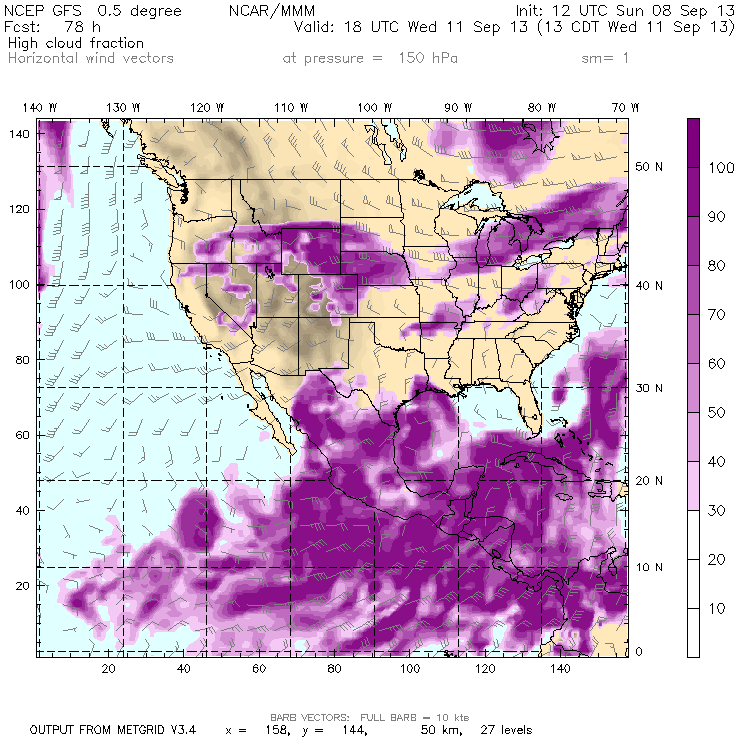 NCEP GFS 0.5 degree NCAR/MMM Init: 12 UTC Sun 08 Sep 13
Fcst: 78 h Valid: 18 UTC Wed 11 Sep 13 (13 CDT Wed 11 Sep 13)
High cloud fraction
Horizontal wind vectors at pressure = 150 hPa sm= 1
140 W 130 W 120 W 110 W 100 W 90 W 80 W 70 W
140
50 N
100
120
90
80
100
40 N
70
80
60
30 N
50
60
40
20 N
40
30
20
10 N
20
10
0
20 40 60 80 100 120 140
BARB VECTORS: FULL BARB = 10 kts
OUTPUT FROM METGRID V3.4 x = 158, y = 144, 50 km, 27 levels